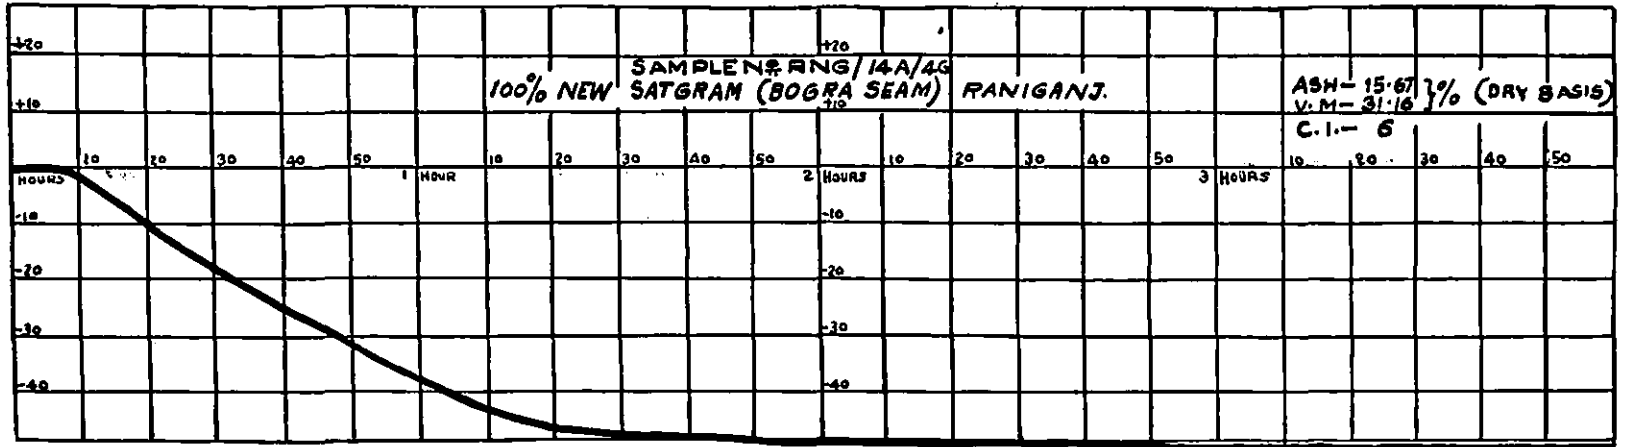 +20 +20
SAMPLE Nº RNG/14A/4G
100% NEW SATGRAM (BOGRA SEAM) RANIGANJ.
ASH- 15.67
V.M- 31.16 }% (DRY BASIS)
C.I.- 6
+10 +10
10 20 30 40 50 10 20 30 40 50 10 20 30 40 50 10 20 30 40 50
HOURS 1 HOUR 2 HOURS 3 HOURS
-10 -10
-20 -20
-30 -30
-40 -40